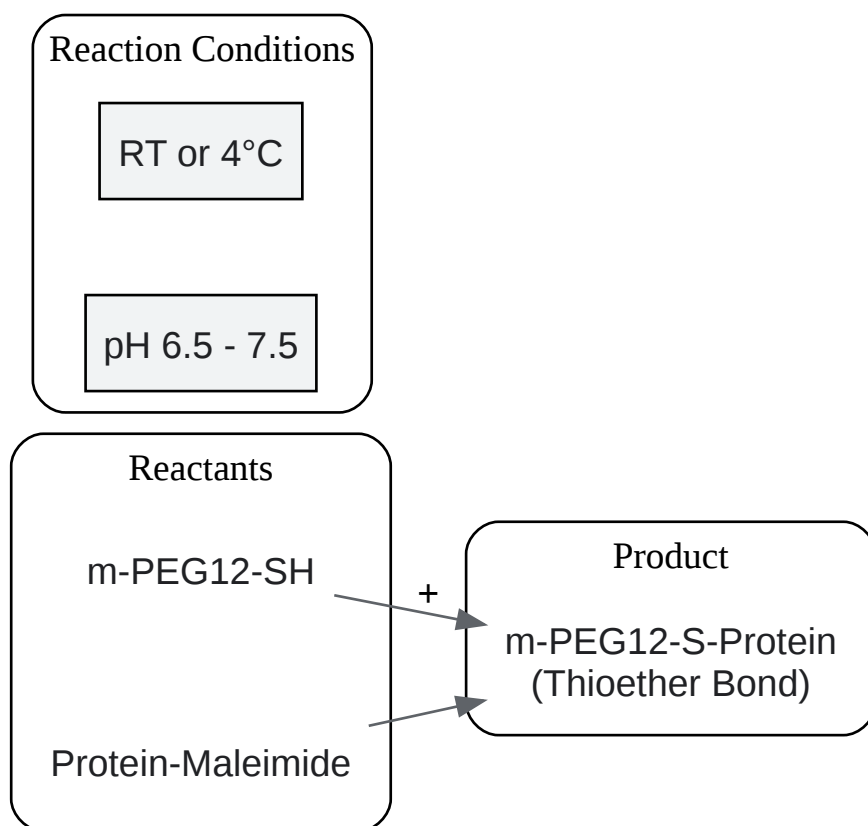 Reaction Conditions
RT or 4°C
pH 6.5 - 7.5
Reactants
m-PEG12-SH
+
Protein-Maleimide
Product
m-PEG12-S-Protein
(Thioether Bond)